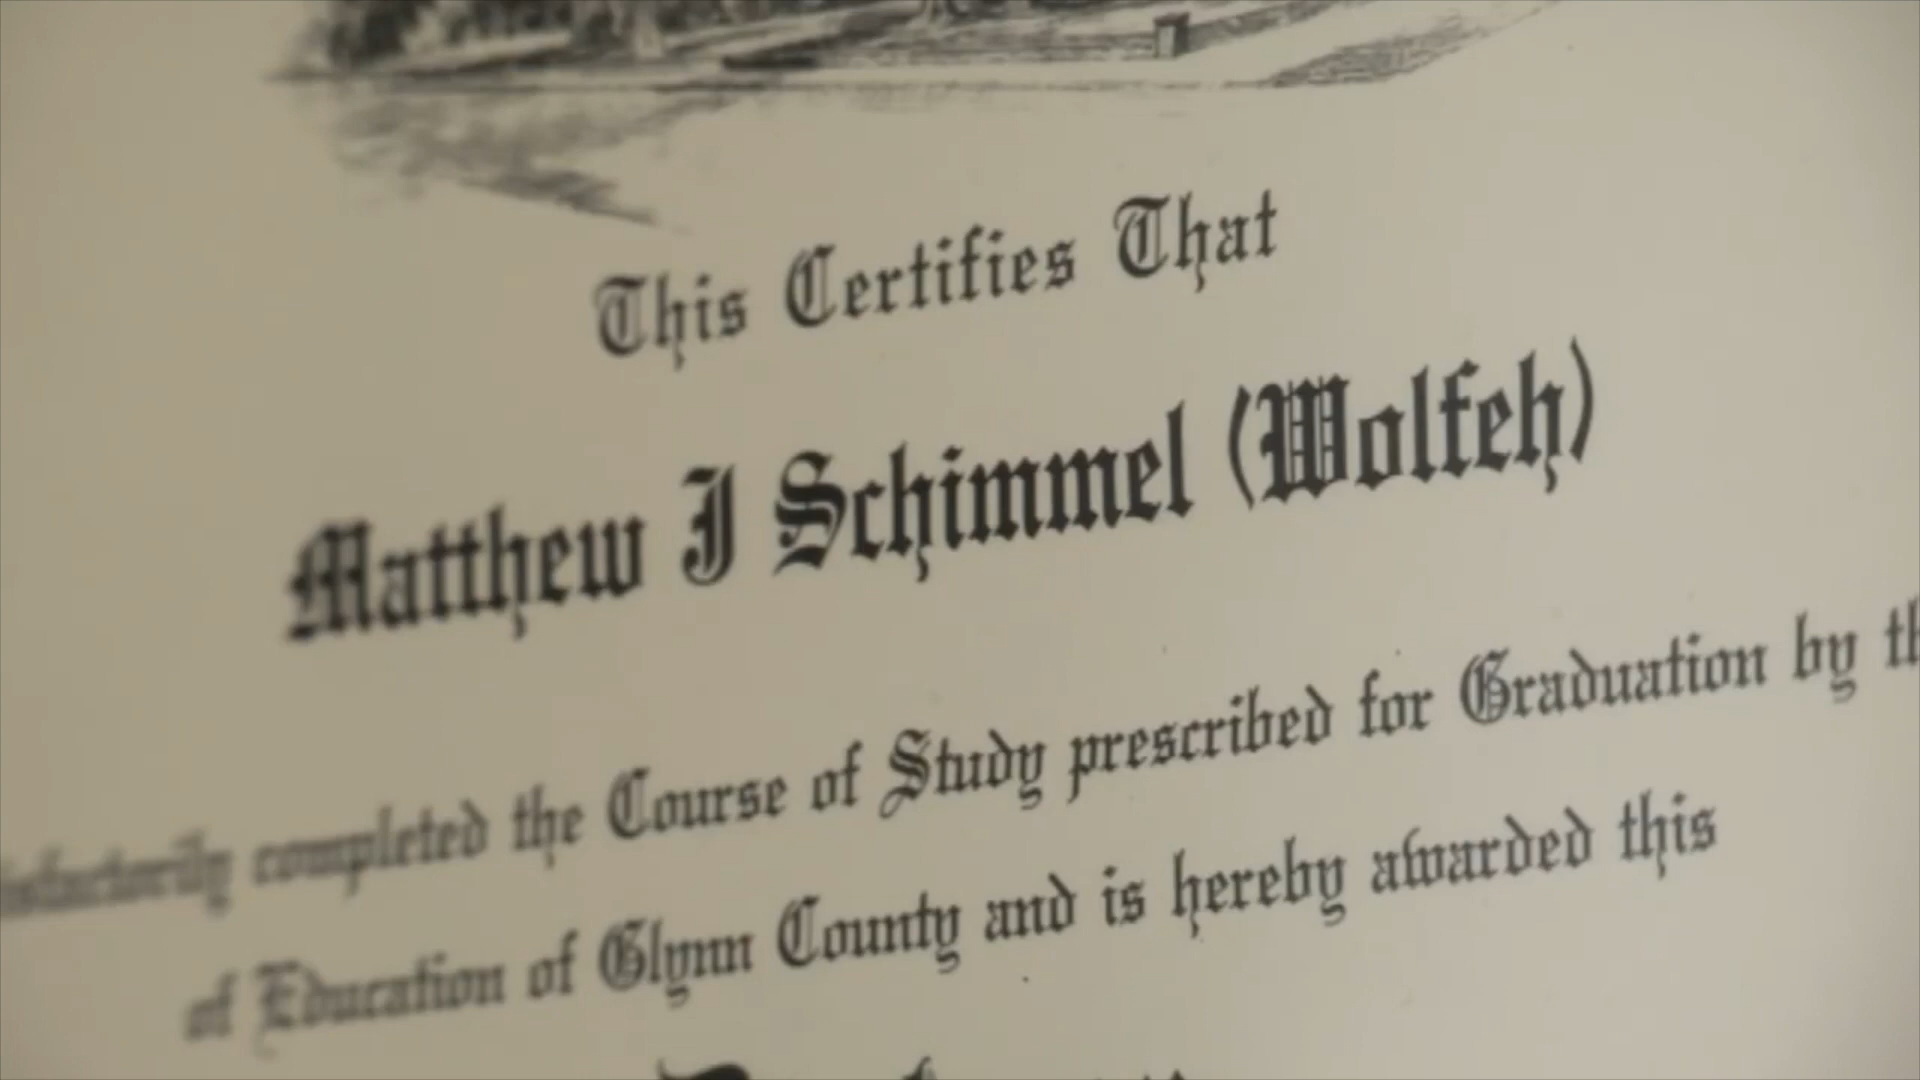 This Certifies That
Matthew J Schimmel (Wolfeh)
completed the Course of Study prescribed for Graduation by
of Education of Glynn County and is hereby awarded this